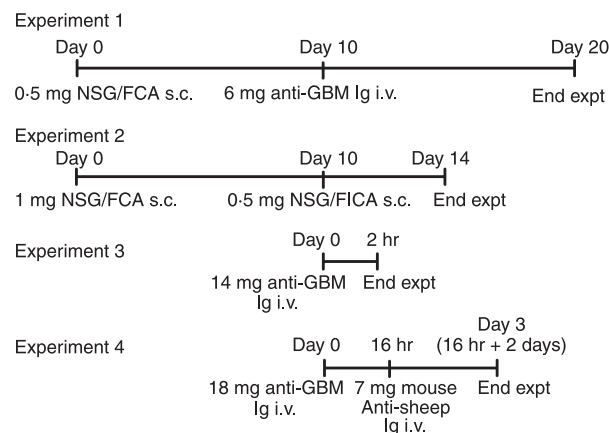 Experiment 1
Day 0 Day 10 Day 20
0·5 mg NSG/FCA s.c. 6 mg anti-GBM Ig i.v. End expt
Experiment 2
Day 0 Day 10 Day 14
1 mg NSG/FCA s.c. 0·5 mg NSG/FICA s.c. End expt
Day 0 2 hr
Experiment 3
14 mg anti-GBM End expt
Ig i.v.
Day 3
Experiment 4 Day 0 16 hr (16 hr + 2 days)
18 mg anti-GBM 7 mg mouse End expt
Ig i.v. Anti-sheep
Ig i.v.